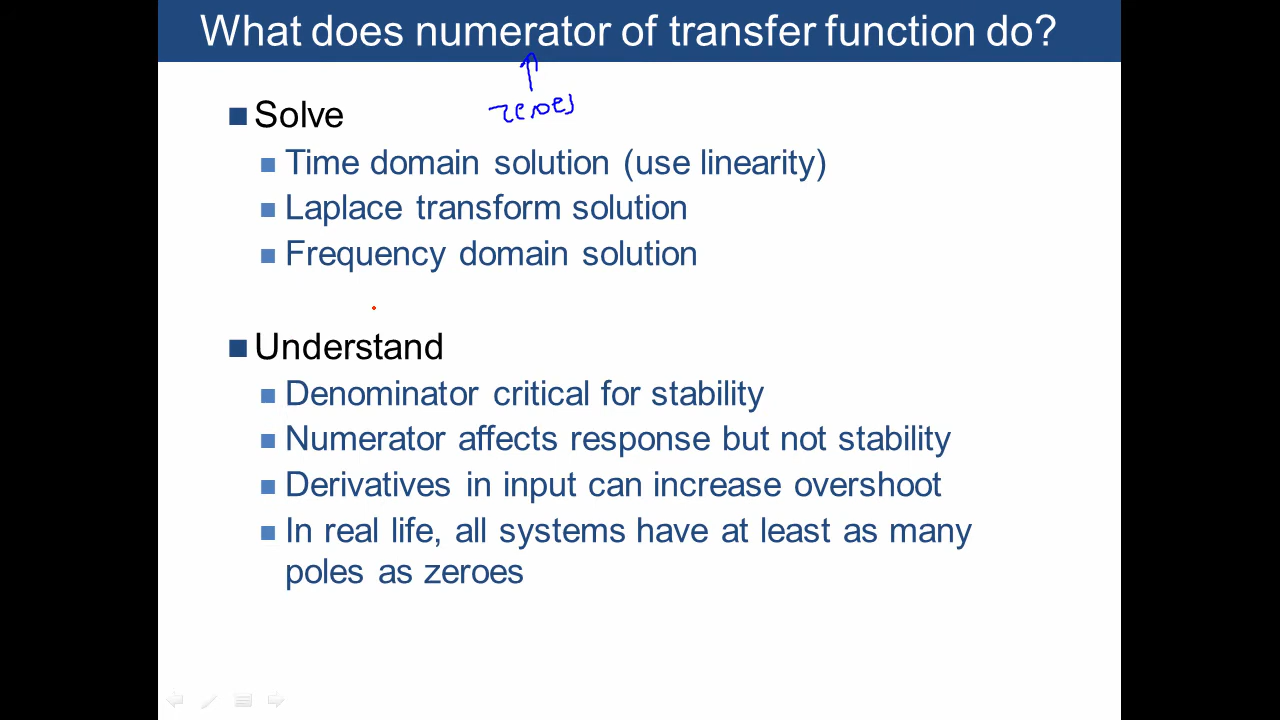 What does numerator of transfer function do?
zeroes
Solve
Time domain solution (use linearity)
Laplace transform solution
Frequency domain solution
Understand
Denominator critical for stability
Numerator affects response but not stability
Derivatives in input can increase overshoot
In real life, all systems have at least as many
poles as zeroes